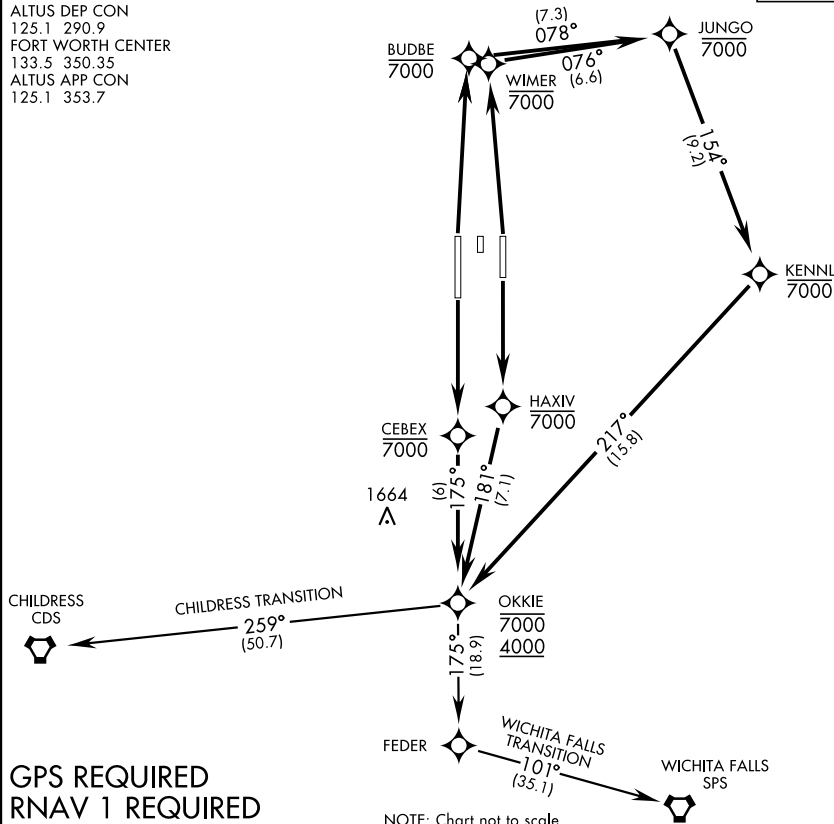 ALTUS DEP CON
125.1 290.9
FORT WORTH CENTER
133.5 350.35
ALTUS APP CON
125.1 353.7
BUDBE
7000
WIMER
7000
(7.3)
078°
076°
(6.6)
JUNGO
7000
154°
(9.2)
KENNL
7000
HAXIV
7000
CEBEX
7000
217°
(15.8)
1664
(6)
175°
181°
(7.1)
CHILDRESS
CDS
CHILDRESS TRANSITION
259°
(50.7)
OKKIE
7000
4000
175°
(18.9)
FEDER
WICHITA FALLS
TRANSITION
101°
(35.1)
WICHITA FALLS
SPS
GPS REQUIRED
RNAV 1 REQUIRED
NOTE: Chart not to scale